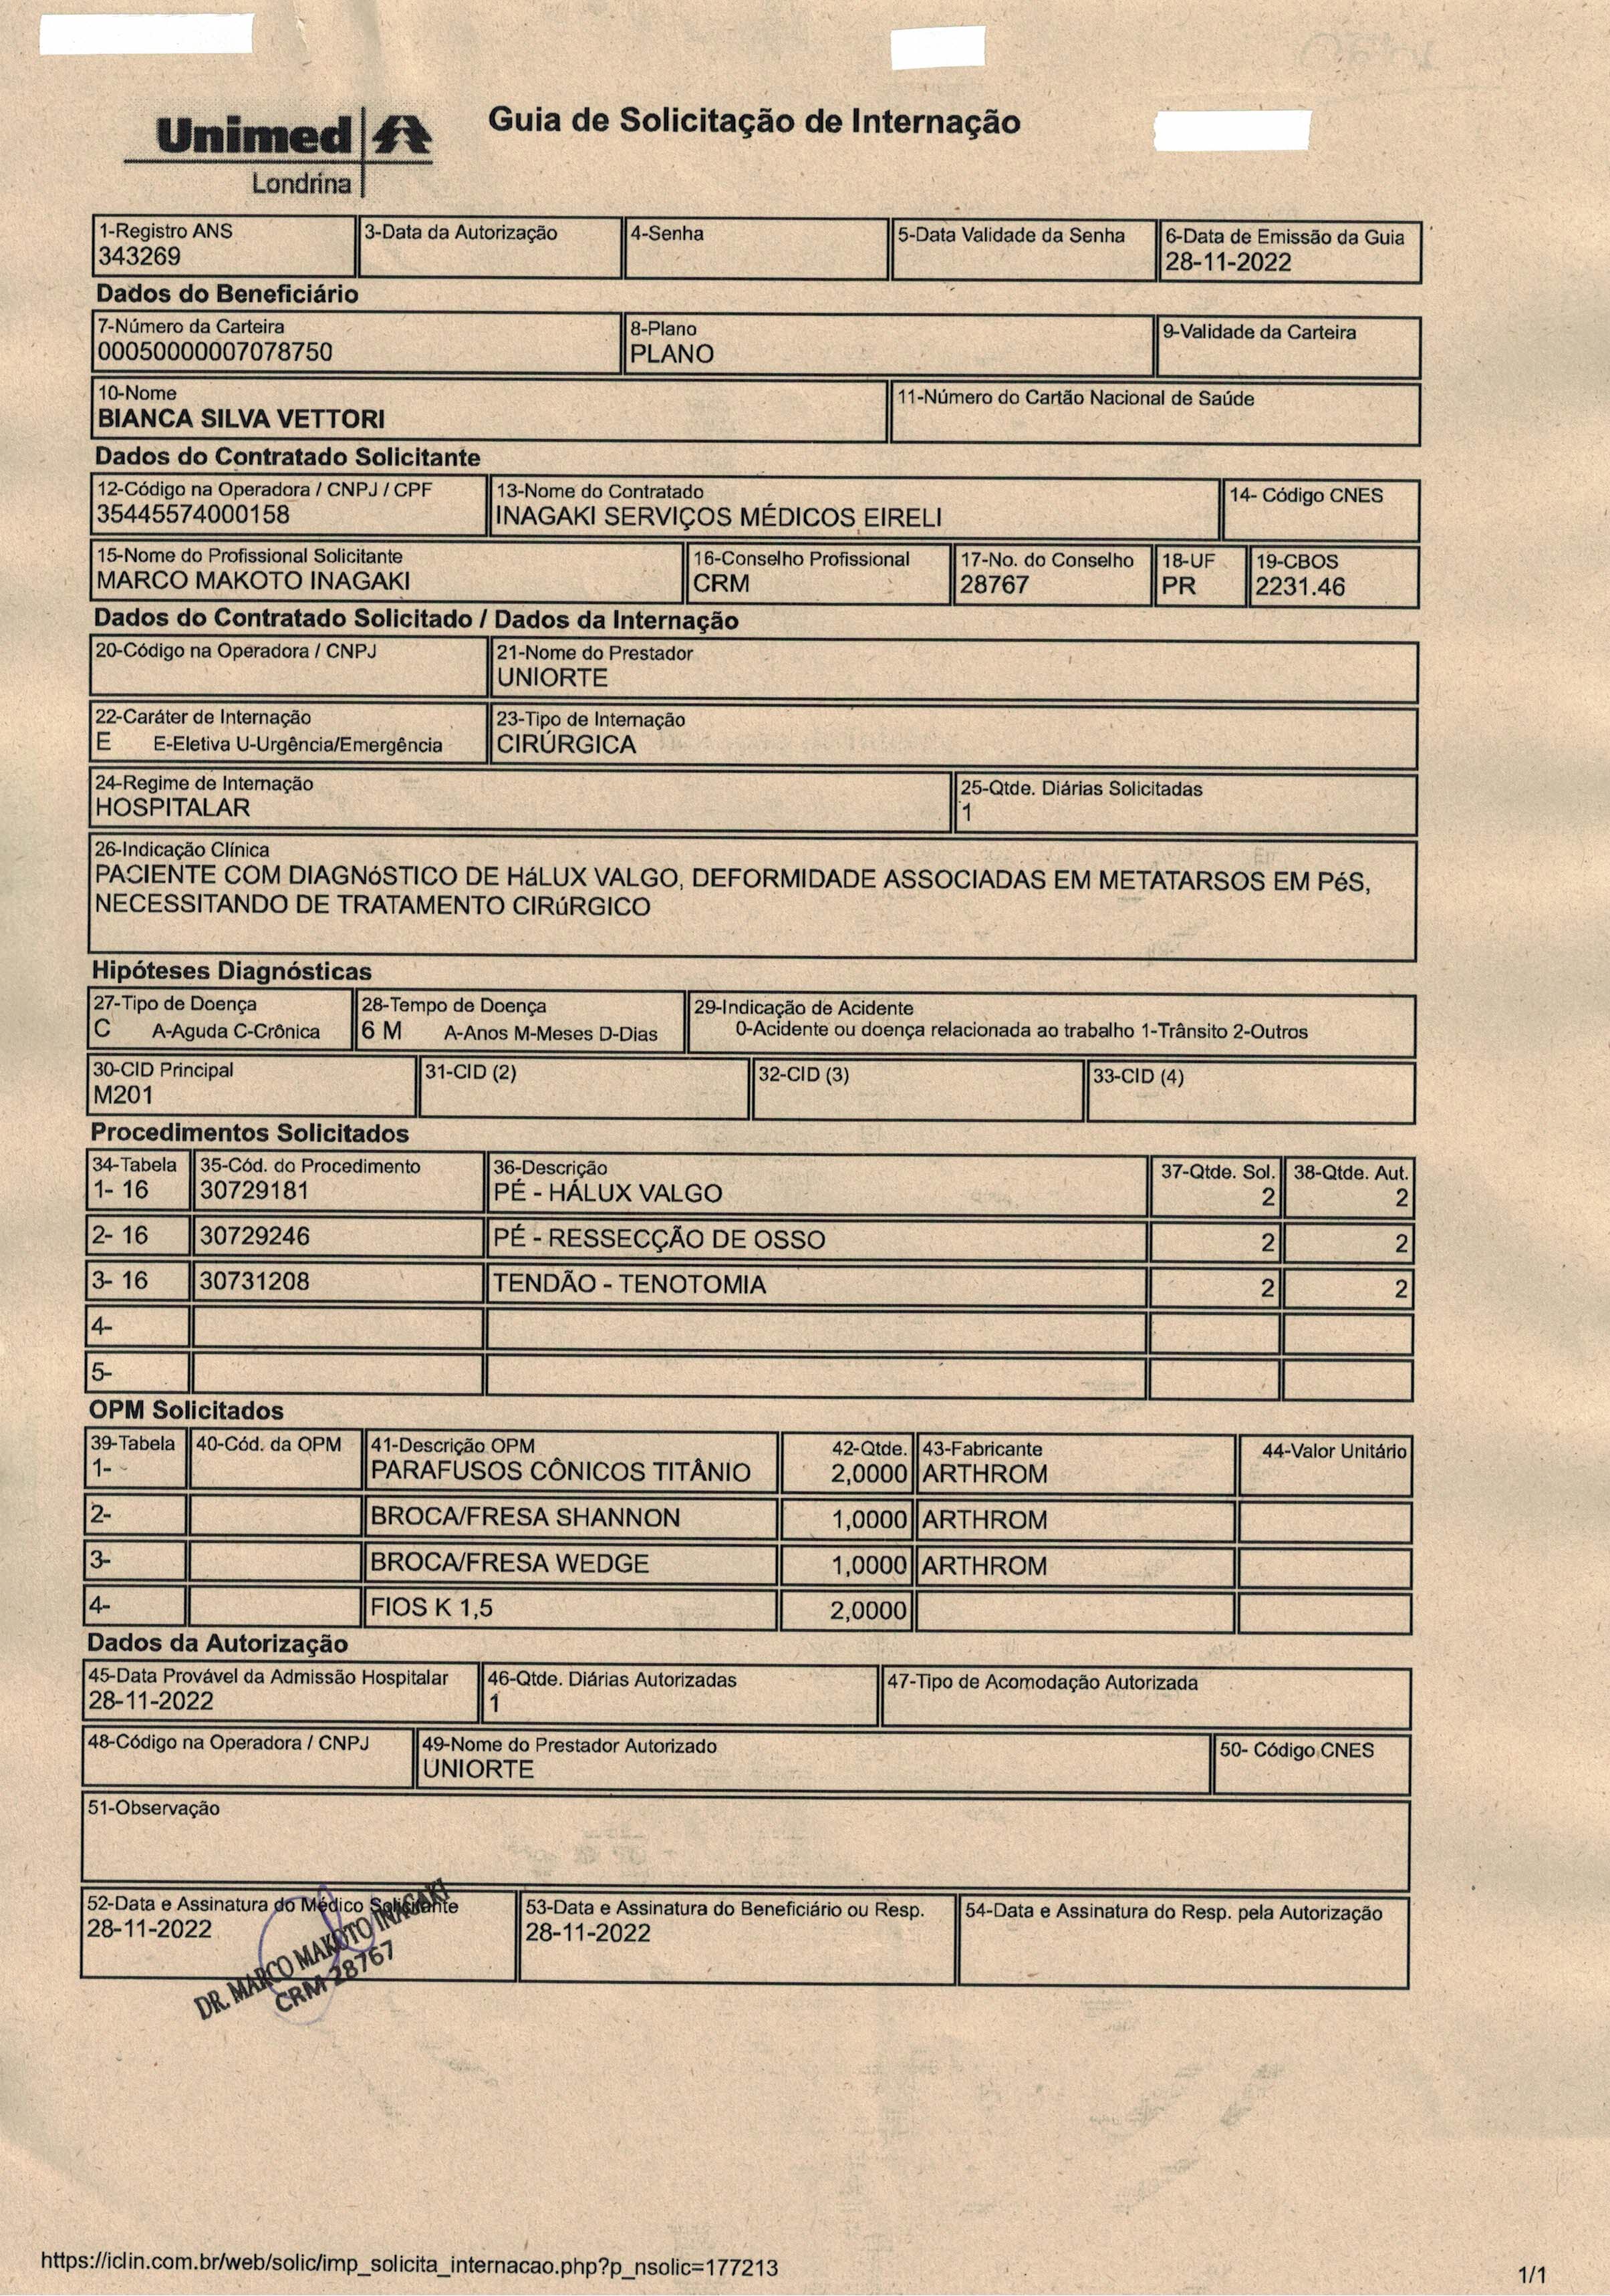 Unimed
Londrina
Guia de Solicitação de Internação
1-Registro ANS
343269
3-Data da Autorização
4-Senha
5-Data Validade da Senha
6-Data de Emissão da Guia
28-11-2022
Dados do Beneficiário
7-Número da Carteira
00050000007078750
8-Plano
PLANO
9-Validade da Carteira
10-Nome
BIANCA SILVA VETTORI
11-Número do Cartão Nacional de Saúde
Dados do Contratado Solicitante
12-Código na Operadora / CNPJ / CPF
35445574000158
13-Nome do Contratado
INAGAKI SERVIÇOS MÉDICOS EIRELI
14- Código CNES
15-Nome do Profissional Solicitante
MARCO MAKOTO INAGAKI
16-Conselho Profissional
CRM
17-No. do Conselho
28767
18-UF
PR
19-CBOS
2231.46
Dados do Contratado Solicitado / Dados da Internação
20-Código na Operadora / CNPJ
21-Nome do Prestador
UNIORTE
22-Caráter de Internação
E E-Eletiva U-Urgência/Emergência
23-Tipo de Internação
CIRÚRGICA
24-Regime de Internação
HOSPITALAR
25-Qtde. Diárias Solicitadas
1
26-Indicação Clínica
PACIENTE COM DIAGNóSTICO DE HáLUX VALGO, DEFORMIDADE ASSOCIADAS EM METATARSOS EM PéS,
NECESSITANDO DE TRATAMENTO CIRúRGICO
Hipóteses Diagnósticas
27-Tipo de Doença
C A-Aguda C-Crônica
28-Tempo de Doença
6 M A-Anos M-Meses D-Dias
29-Indicação de Acidente
0-Acidente ou doença relacionada ao trabalho 1-Trânsito 2-Outros
30-CID Principal
M201
31-CID (2)
32-CID (3)
33-CID (4)
Procedimentos Solicitados
34-Tabela 35-Cód. do Procedimento 36-Descrição 37-Qtde. Sol. 38-Qtde. Aut.
1- 16 30729181 PÉ - HÁLUX VALGO 2 2
2- 16 30729246 PÉ - RESSECÇÃO DE OSSO 2 2
3- 16 30731208 TENDÃO - TENOTOMIA 2 2
4-
5-
OPM Solicitados
39-Tabela 40-Cód. da OPM 41-Descrição OPM 42-Qtde. 43-Fabricante 44-Valor Unitário
1- PARAFUSOS CÔNICOS TITÂNIO 2,0000 ARTHROM
2- BROCA/FRESA SHANNON 1,0000 ARTHROM
3- BROCA/FRESA WEDGE 1,0000 ARTHROM
4- FIOS K 1,5 2,0000
Dados da Autorização
45-Data Provável da Admissão Hospitalar
28-11-2022
46-Qtde. Diárias Autorizadas
1
47-Tipo de Acomodação Autorizada
48-Código na Operadora / CNPJ
49-Nome do Prestador Autorizado
UNIORTE
50- Código CNES
51-Observação
52-Data e Assinatura do Médico Solicitante
28-11-2022
53-Data e Assinatura do Beneficiário ou Resp.
28-11-2022
54-Data e Assinatura do Resp. pela Autorização
DR. MARCO MAKOTO INAGAKI
CRM 28767
https://iclin.com.br/web/solic/imp_solicita_internacao.php?p_nsolic=177213
1/1